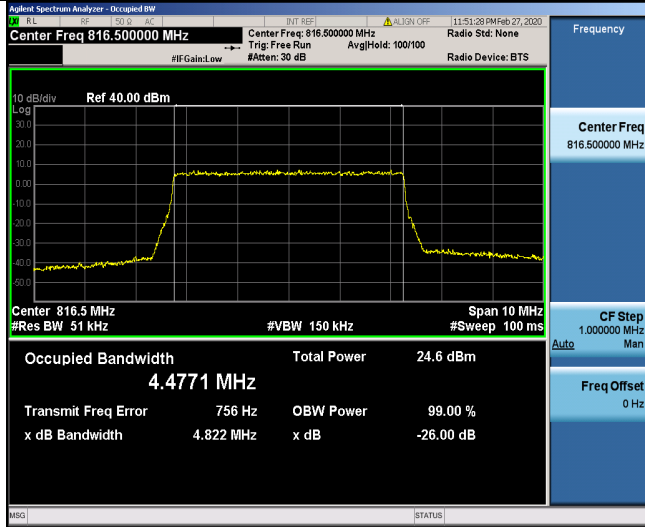 Agilent Spectrum Analyzer - Occupied BW
LXI RL RF 50 Ω AC INT REF ALIGN OFF 11:51:28 PM Feb 27, 2020
Center Freq 816.500000 MHz
Center Freq: 816.500000 MHz
Radio Std: None
Trig: Free Run Avg|Hold: 100/100
#IFGain:Low
#Atten: 30 dB
Radio Device: BTS
Frequency
10 dB/div Ref 40.00 dBm
Log
30.0
20.0
10.0
0.00
-10.0
-20.0
-30.0
-40.0
-50.0
Center 816.5 MHz Span 10 MHz
#Res BW 51 kHz #VBW 150 kHz #Sweep 100 ms
Occupied Bandwidth Total Power 24.6 dBm
4.4771 MHz
Transmit Freq Error 756 Hz OBW Power 99.00 %
x dB Bandwidth 4.822 MHz x dB -26.00 dB
Center Freq
816.500000 MHz
CF Step
1.000000 MHz
Auto Man
Freq Offset
0 Hz
MSG STATUS